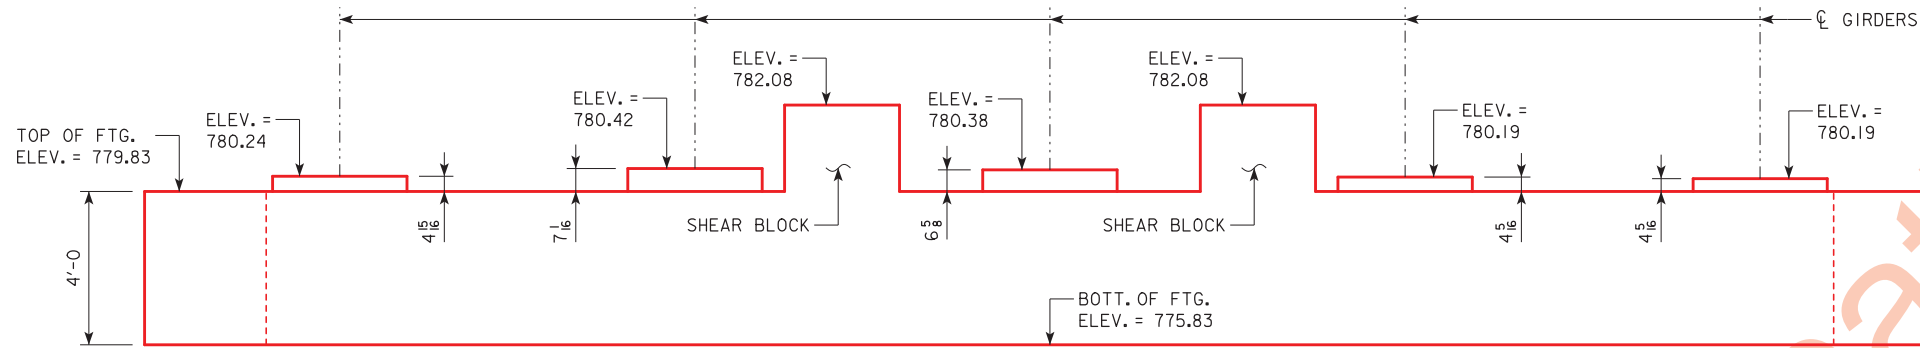 ℄ GIRDERS
ELEV. =
782.08
ELEV. =
782.08
ELEV. =
780.42
ELEV. =
780.38
ELEV. =
780.24
ELEV. =
780.19
ELEV. =
780.19
TOP OF FTG.
ELEV. = 779.83
4 15/16
7 1/16
6 5/8
4 5/16
4 5/16
SHEAR BLOCK
SHEAR BLOCK
4'-0
BOTT. OF FTG.
ELEV. = 775.83